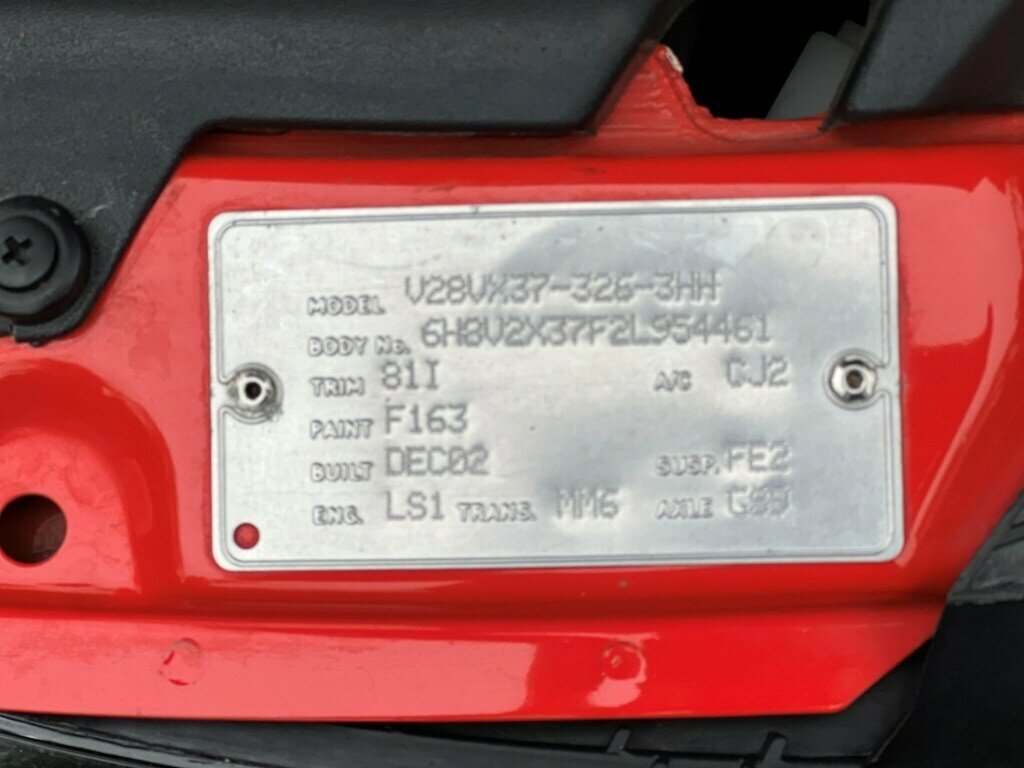 MODEL V28VX37-326-3HH
BODY No. 6H8V2X37F2L954461
TRIM 81I A/C CJ2
PAINT F163
BUILT DEC02 SUSP. FE2
ENG. LS1 TRANS. MM6 AXLE